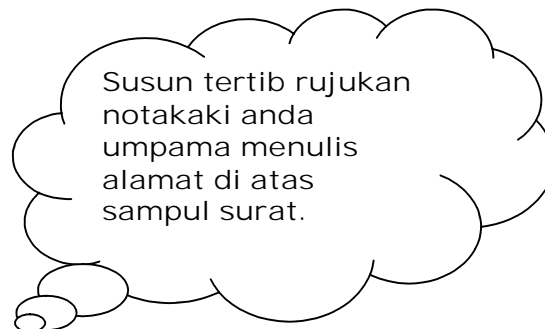 Susun tertib rujukan
notakaki anda
umpama menulis
alamat di atas
sampul surat.